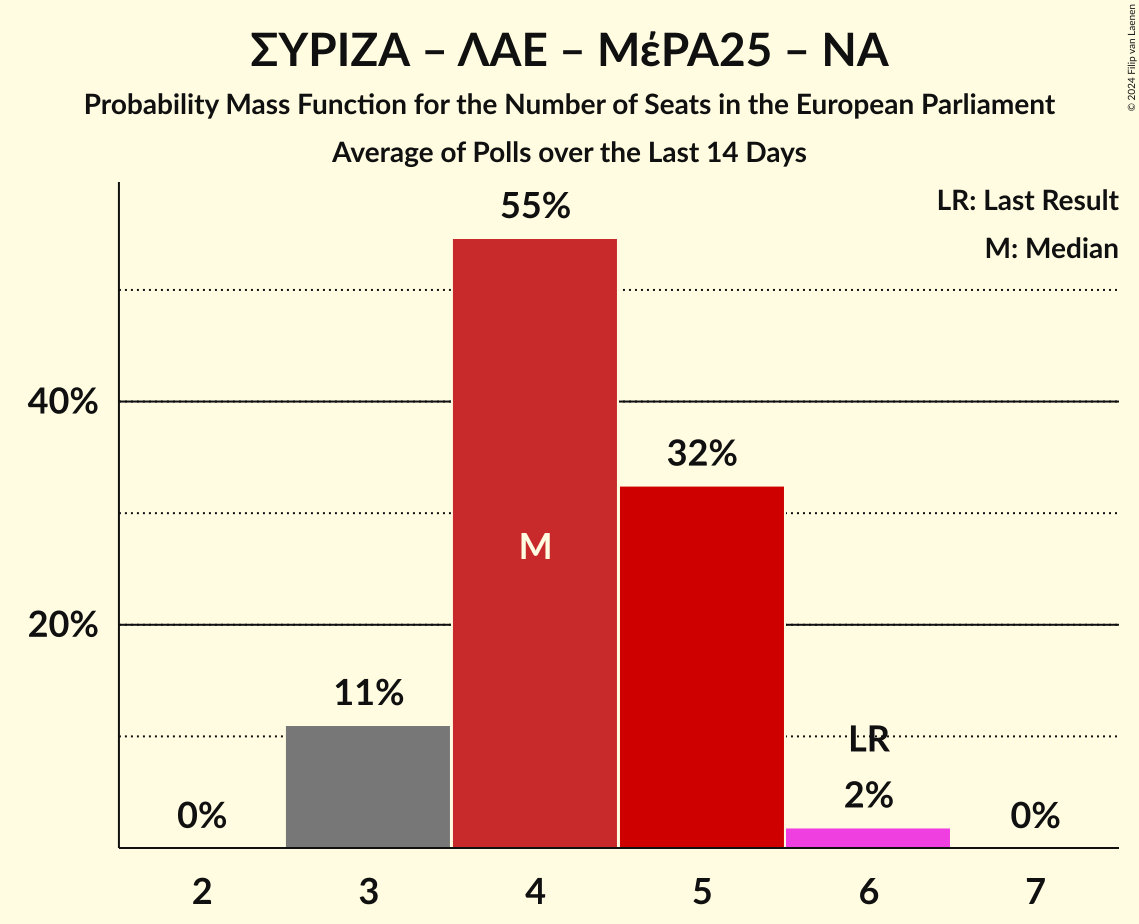 ΣΥΡΙΖΑ – ΛΑΕ – ΜέΡΑ25 – ΝΑ
Probability Mass Function for the Number of Seats in the European Parliament
Average of Polls over the Last 14 Days
© 2024 Filip van Laenen
LR: Last Result
M: Median
55%
40%
32%
M
20%
11%
LR
2%
0%
0%
2 3 4 5 6 7